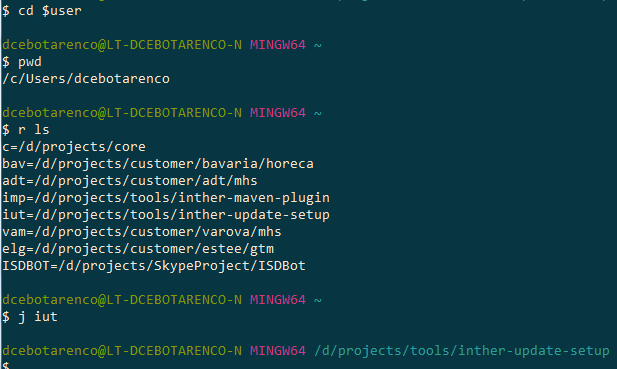 $ cd $user
dcebotarenco@LT-DCEBOTARENCO-N MINGW64 ~
$ pwd
/c/Users/dcebotarenco
dcebotarenco@LT-DCEBOTARENCO-N MINGW64 ~
$ r ls
c=/d/projects/core
bav=/d/projects/customer/bavaria/horeca
adt=/d/projects/customer/adt/mhs
imp=/d/projects/tools/inther-maven-plugin
iut=/d/projects/tools/inther-update-setup
vam=/d/projects/customer/varova/mhs
elg=/d/projects/customer/estee/gtm
ISDBOT=/d/projects/SkypeProject/ISDBot
dcebotarenco@LT-DCEBOTARENCO-N MINGW64 ~
$ j iut
dcebotarenco@LT-DCEBOTARENCO-N MINGW64 /d/projects/tools/inther-update-setup
$